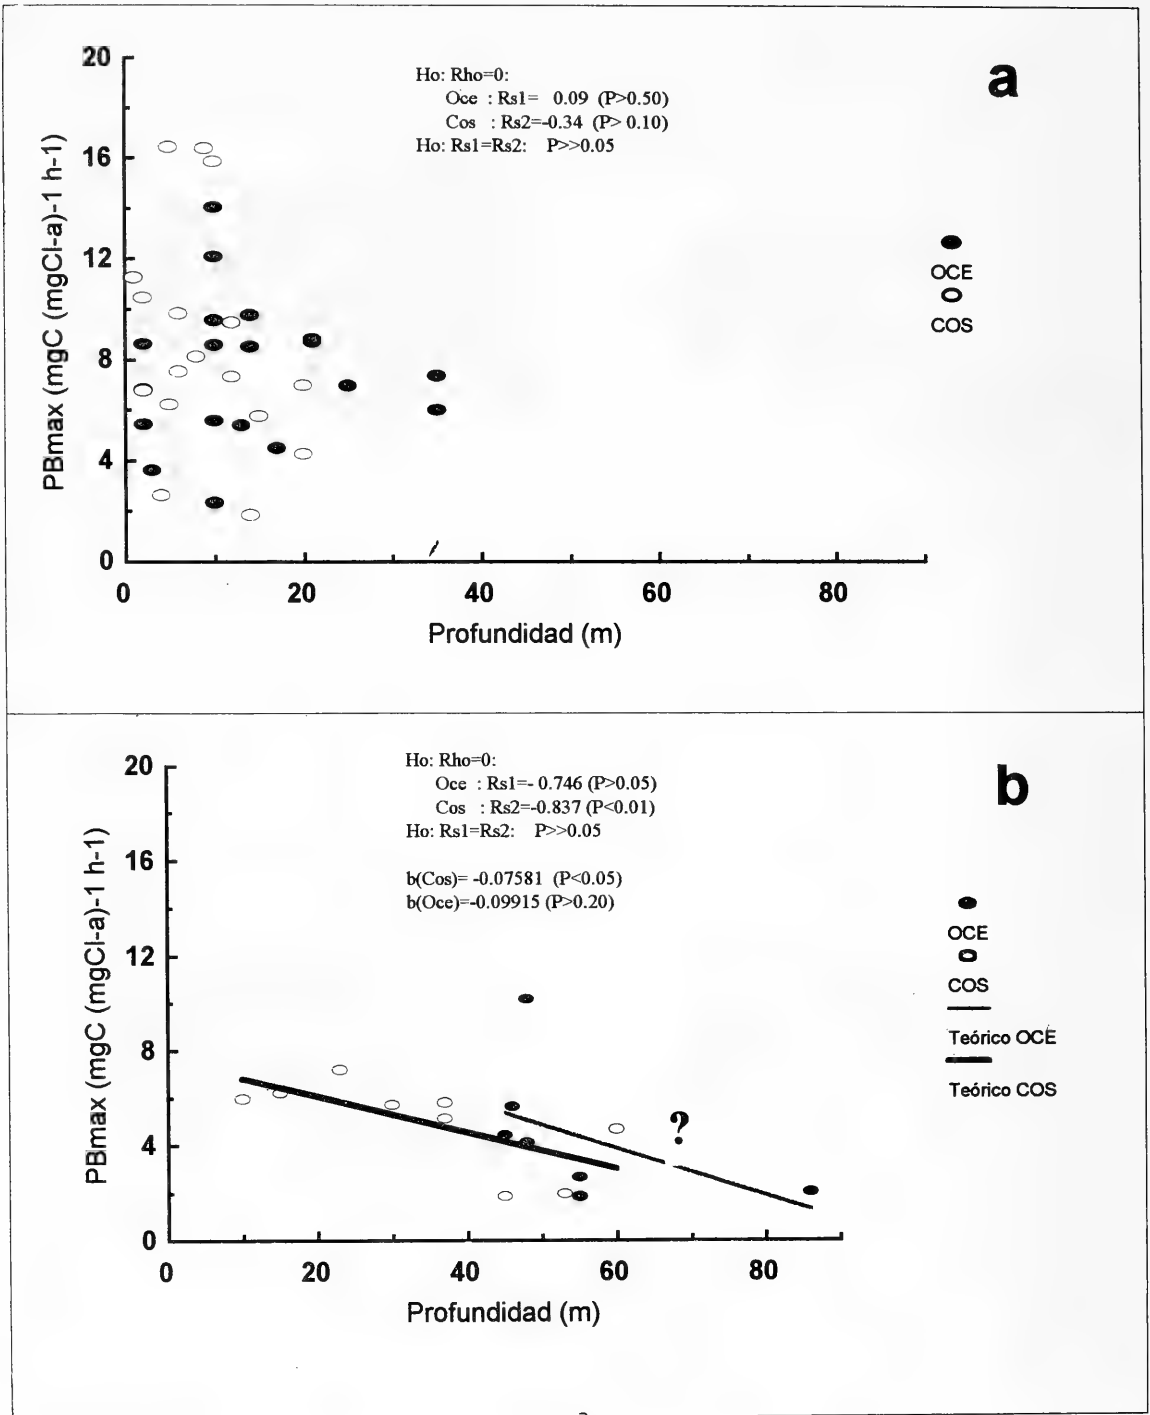 a
Ho: Rho=0:
Oce : Rs1= 0.09 (P>0.50)
Cos : Rs2=-0.34 (P> 0.10)
Ho: Rs1=Rs2: P>>0.05
PBmax (mgC (mgCl-a)-1 h-1)
20
16
12
8
4
0
0 20 40 60 80
Profundidad (m)
OCE
COS
b
Ho: Rho=0:
Oce : Rs1=- 0.746 (P>0.05)
Cos : Rs2=-0.837 (P<0.01)
Ho: Rs1=Rs2: P>>0.05
b(Cos)= -0.07581 (P<0.05)
b(Oce)=-0.09915 (P>0.20)
PBmax (mgC (mgCl-a)-1 h-1)
20
16
12
8
4
0
?
0 20 40 60 80
Profundidad (m)
OCE
COS
Teórico OCE
Teórico COS